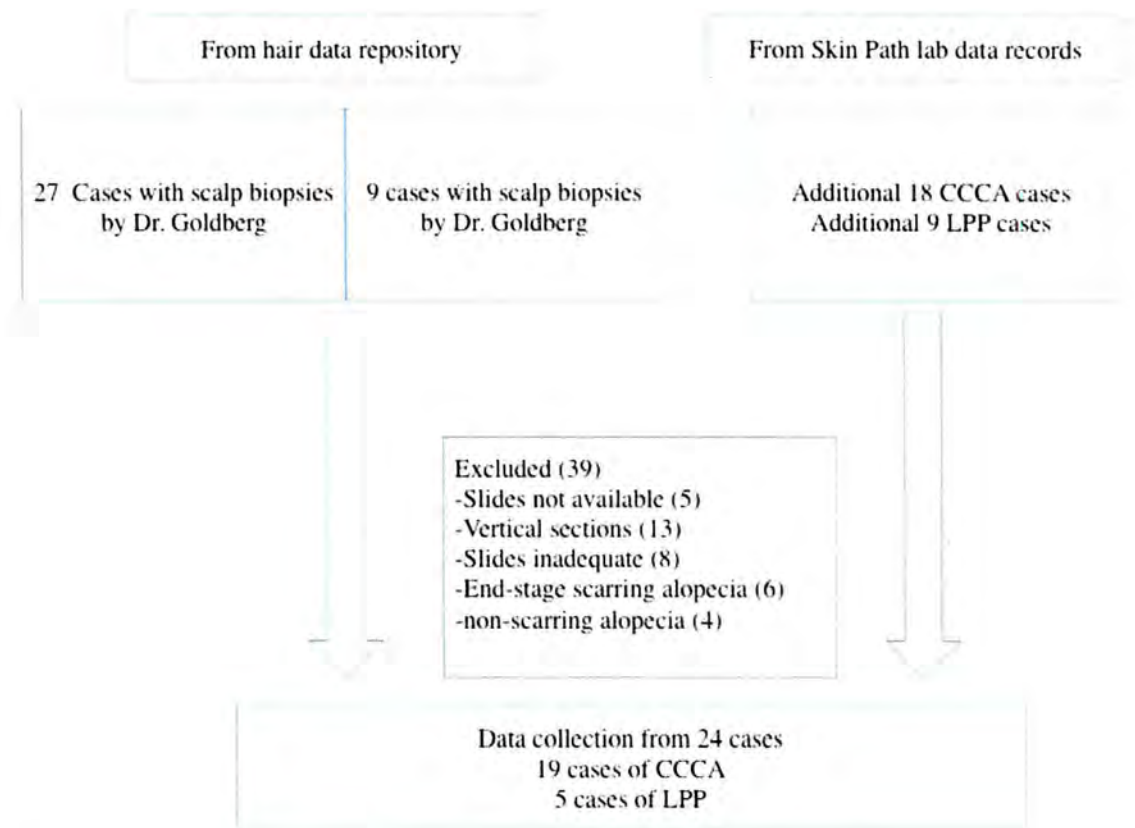 From hair data repository
From Skin Path lab data records
27 Cases with scalp biopsies
by Dr. Goldberg
9 cases with scalp biopsies
by Dr. Goldberg
Additional 18 CCCA cases
Additional 9 LPP cases
Excluded (39)
-Slides not available (5)
-Vertical sections (13)
-Slides inadequate (8)
-End-stage scarring alopecia (6)
-non-scarring alopecia (4)
Data collection from 24 cases
19 cases of CCCA
5 cases of LPP